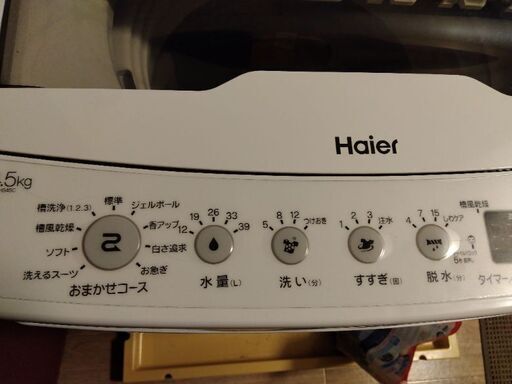 Haier
.5kg
槽洗浄(1.2.3)
標準
ジェルボール
槽風乾燥
香アップ
ソフト
白さ追求
洗えるスーツ
お急ぎ
おまかせコース
12 19 26 33 39
水量(L)
5 8 12 つけおき
洗い(分)
1 2 3 注水
すすぎ(回)
4 7 15 しわケア
脱水(分)
槽風乾燥
タイマー